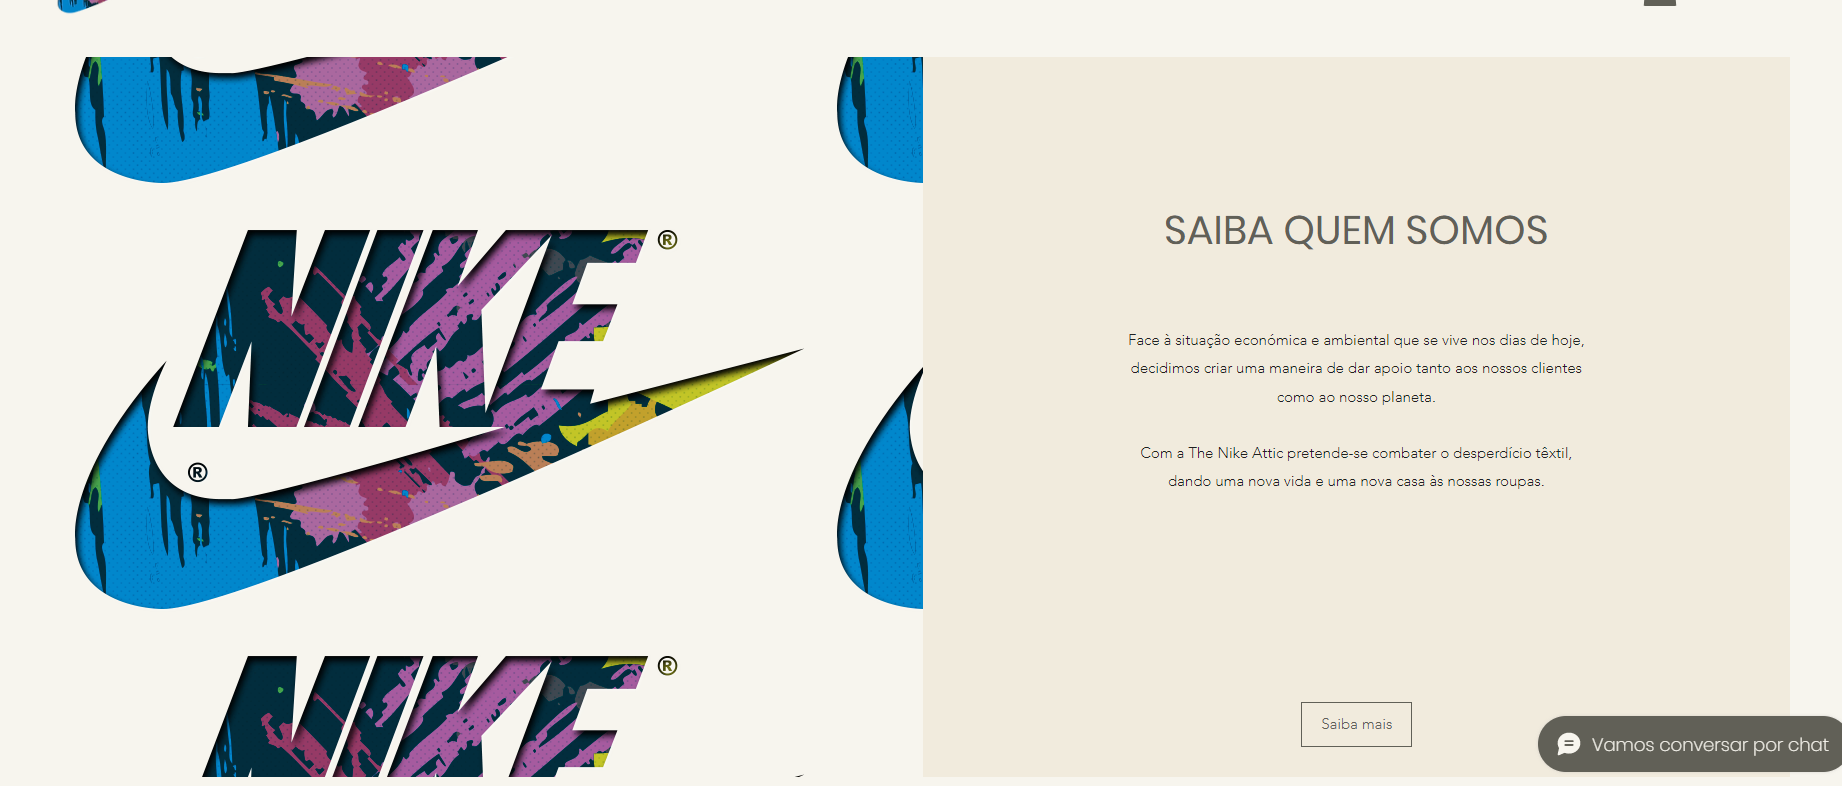 NIKE®
®
NIKE®
SAIBA QUEM SOMOS
Face à situação económica e ambiental que se vive nos dias de hoje,
decidimos criar uma maneira de dar apoio tanto aos nossos clientes
como ao nosso planeta.
Com a The Nike Attic pretende-se combater o desperdício têxtil,
dando uma nova vida e uma nova casa às nossas roupas.
Saiba mais
Vamos conversar por chat